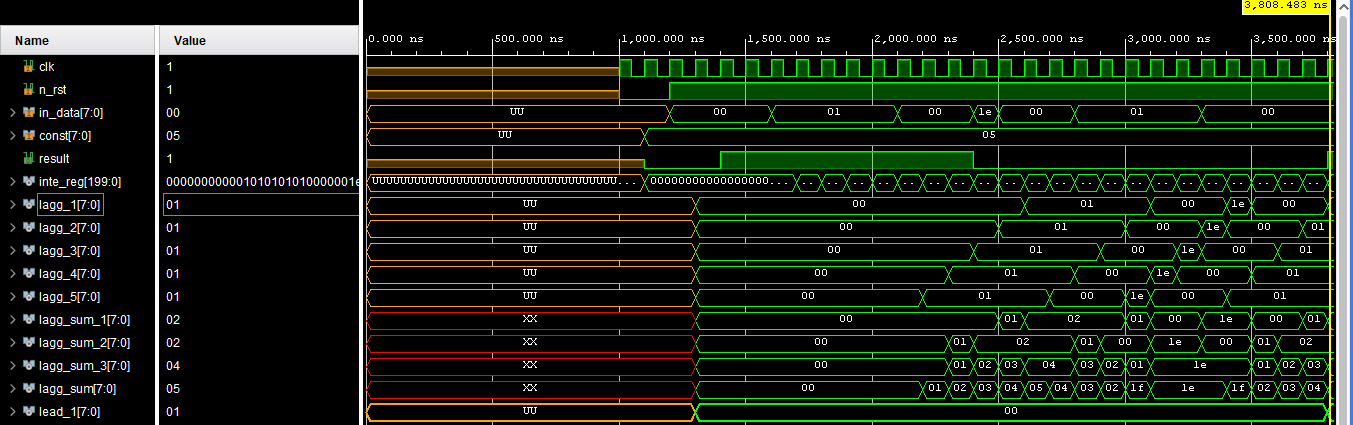 3,808.483 ns
Name Value 0.000 ns 500.000 ns 1,000.000 ns 1,500.000 ns 2,000.000 ns 2,500.000 ns 3,000.000 ns 3,500.000 ns
clk 1
n_rst 1
in_data[7:0] 00 UU 00 01 00 1e 00 01 00
const[7:0] 05 UU 05
result 1
inte_reg[199:0] UUUUUUUUUUUUUUUUUUUUUUUUUUUUUUUUUU... 0000000000000000000...
lagg_1[7:0] 01 UU 00 01 00 1e 00
lagg_2[7:0] 01 UU 00 01 00 1e 00 01
lagg_3[7:0] 01 UU 00 01 00 1e 00 01
lagg_4[7:0] 01 UU 00 01 00 1e 00 01
lagg_5[7:0] 01 UU 00 01 00 1e 00 01
lagg_sum_1[7:0] 02 XX 00 01 02 01 00 1e 00 01
lagg_sum_2[7:0] 02 XX 00 01 02 01 00 1e 00 01 02
lagg_sum_3[7:0] 04 XX 00 01 02 03 04 03 02 01 1e 01 02 03
lagg_sum[7:0] 05 XX 00 01 02 03 04 05 04 03 02 1f 1e 1f 02 03 04
lead_1[7:0] 01 UU 00